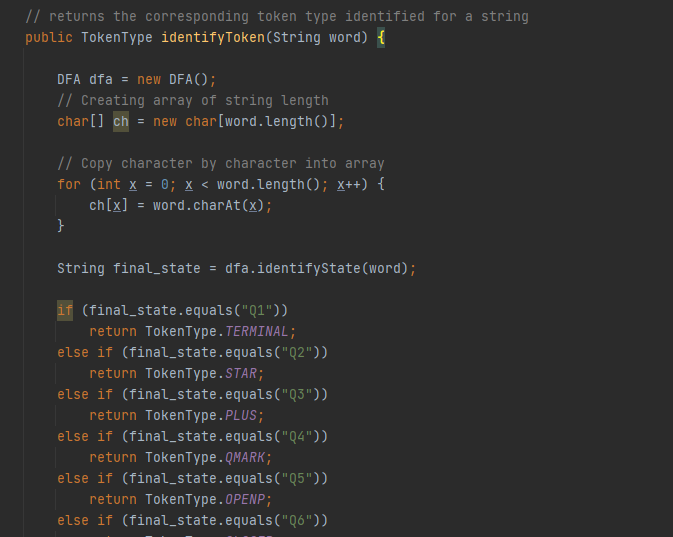 // returns the corresponding token type identified for a string
public TokenType identifyToken(String word) {
DFA dfa = new DFA();
// Creating array of string length
char[] ch = new char[word.length()];
// Copy character by character into array
for (int x = 0; x < word.length(); x++) {
ch[x] = word.charAt(x);
}
String final_state = dfa.identifyState(word);
if (final_state.equals("Q1"))
return TokenType.TERMINAL;
else if (final_state.equals("Q2"))
return TokenType.STAR;
else if (final_state.equals("Q3"))
return TokenType.PLUS;
else if (final_state.equals("Q4"))
return TokenType.QMARK;
else if (final_state.equals("Q5"))
return TokenType.OPENP;
else if (final_state.equals("Q6"))